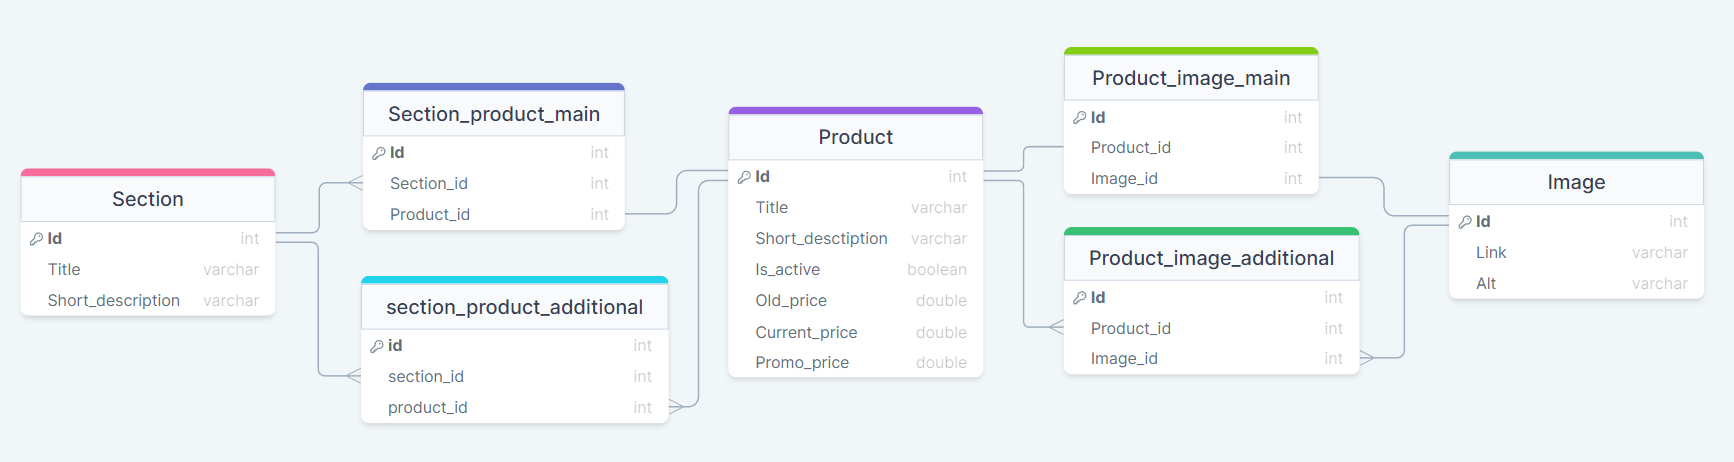 Section
Id int
Title varchar
Short_description varchar
Section_product_main
Id int
Section_id int
Product_id int
section_product_additional
id int
section_id int
product_id int
Product
Id int
Title varchar
Short_desctiption varchar
Is_active boolean
Old_price double
Current_price double
Promo_price double
Product_image_main
Id int
Product_id int
Image_id int
Product_image_additional
Id int
Product_id int
Image_id int
Image
Id int
Link varchar
Alt varchar